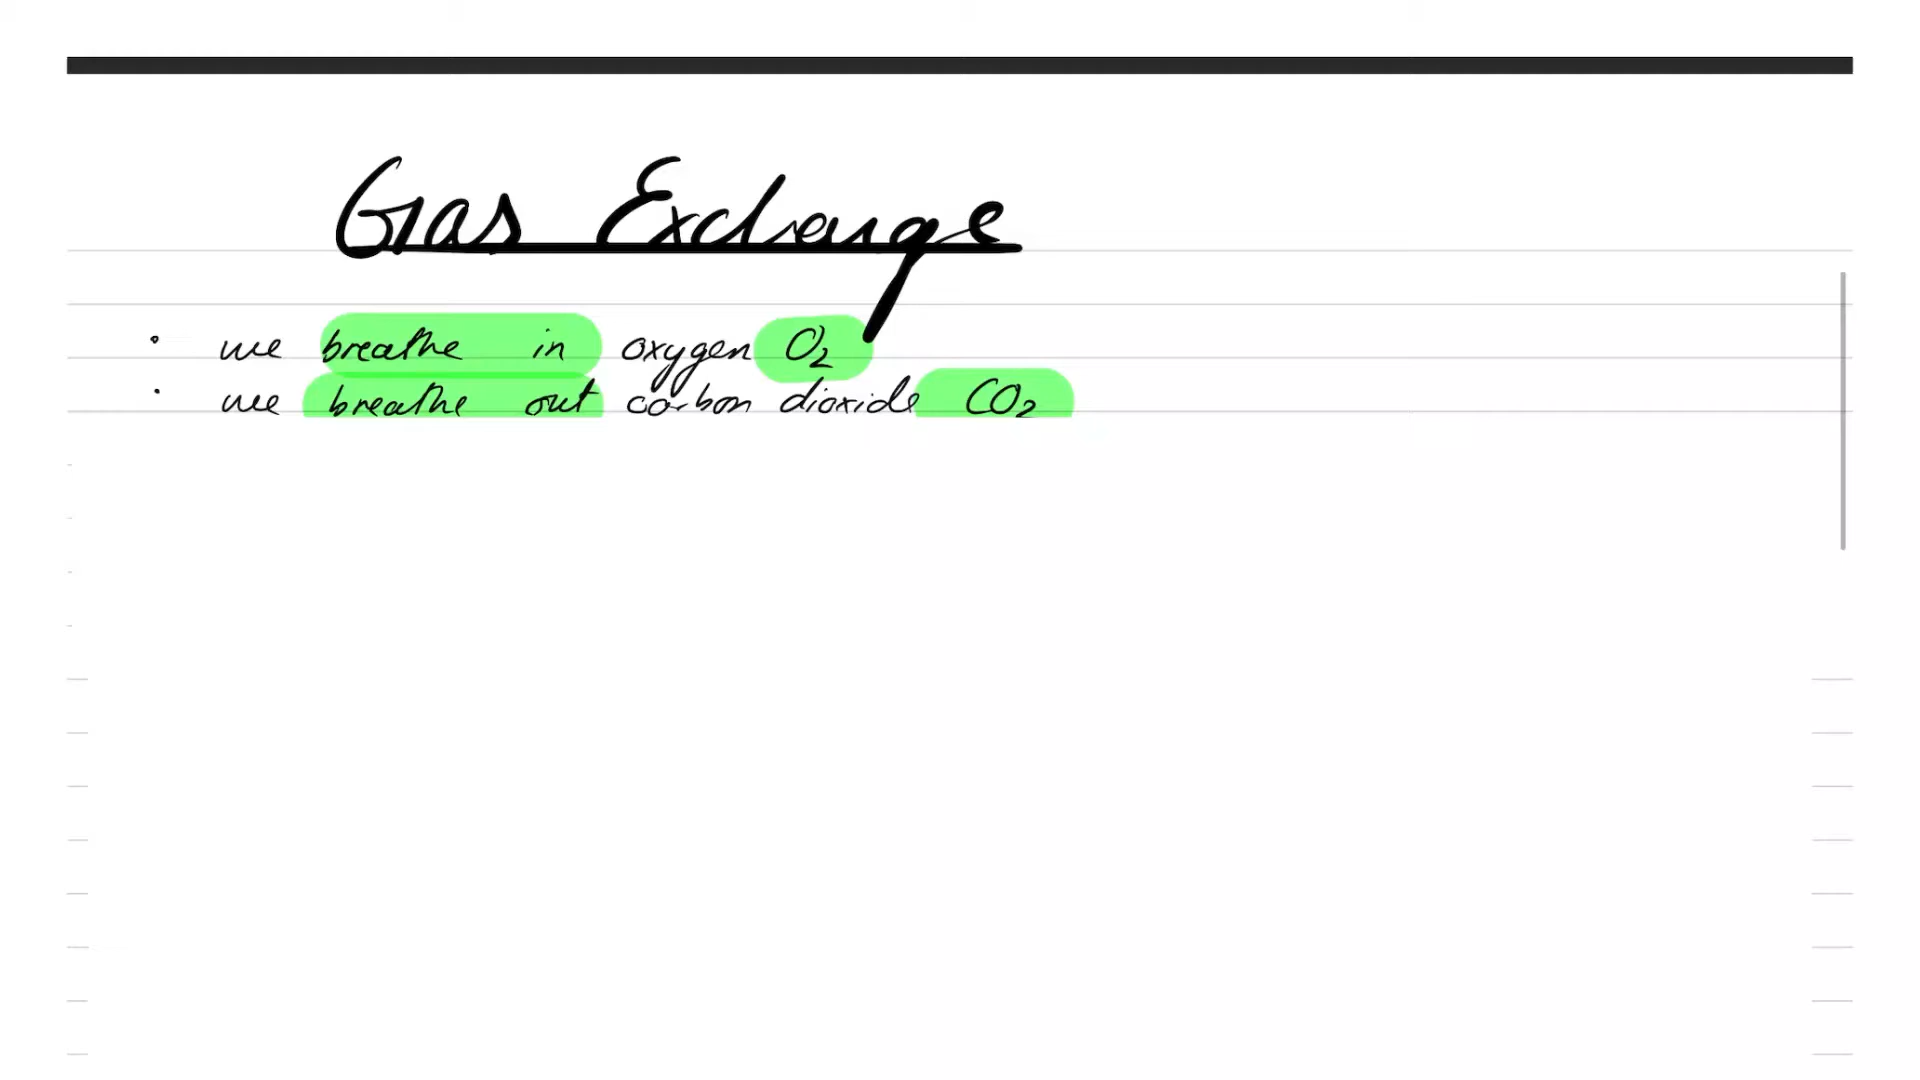 Gas Exchange
• we breathe in oxygen O₂
• we breathe out carbon dioxide CO₂